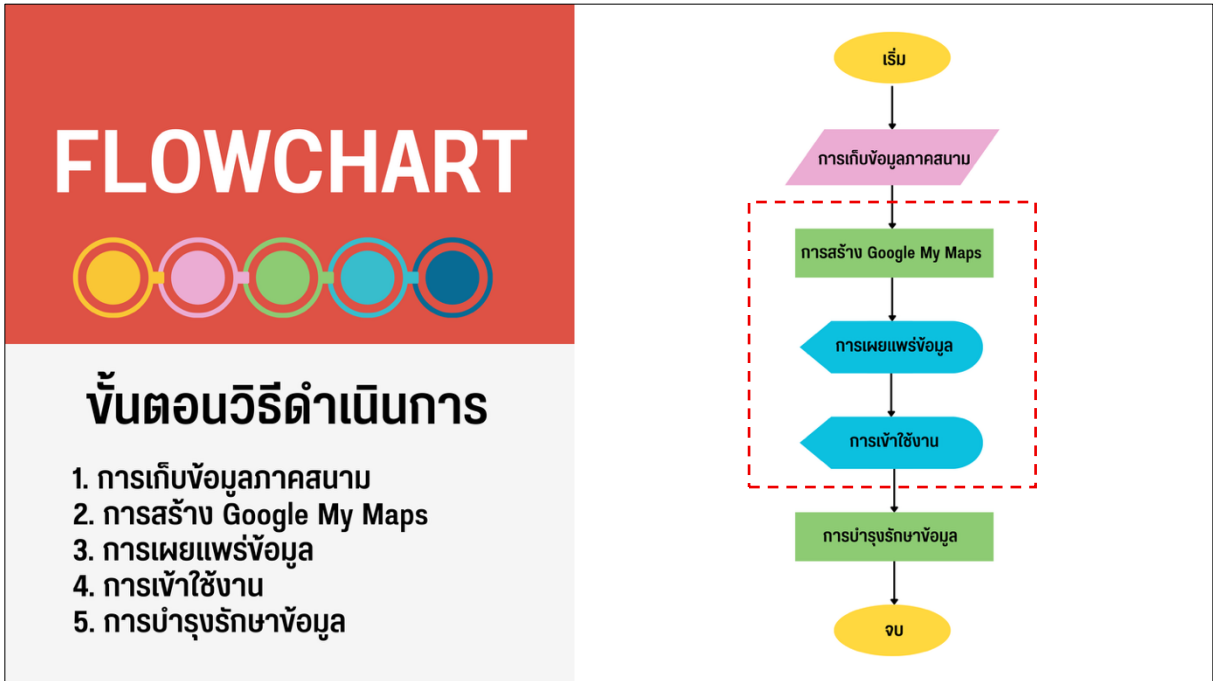 FLOWCHART
ขั้นตอนวิธีดำเนินการ
1. การเก็บข้อมูลภาคสนาม
2. การสร้าง Google My Maps
3. การเผยแพร่ข้อมูล
4. การเข้าใช้งาน
5. การบำรุงรักษาข้อมูล
เริ่ม
การเก็บข้อมูลภาคสนาม
การสร้าง Google My Maps
การเผยแพร่ข้อมูล
การเข้าใช้งาน
การบำรุงรักษาข้อมูล
จบ